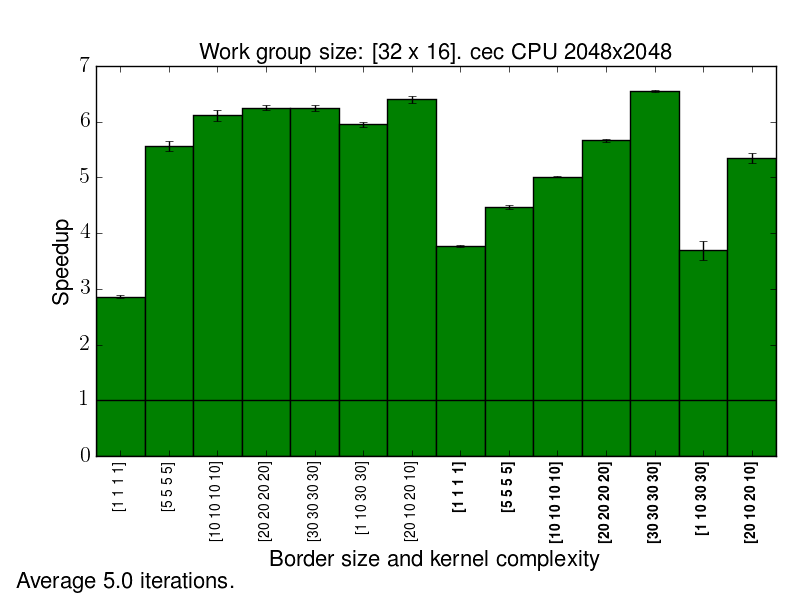 Work group size: [32 x 16]. cec CPU 2048x2048
7
6
5
4
3
2
1
0
Speedup
[1 1 1 1]
[5 5 5 5]
[10 10 10 10]
[20 20 20 20]
[30 30 30 30]
[1 10 30 30]
[20 10 20 10]
[1 1 1 1]
[5 5 5 5]
[10 10 10 10]
[20 20 20 20]
[30 30 30 30]
[1 10 30 30]
[20 10 20 10]
Border size and kernel complexity
Average 5.0 iterations.